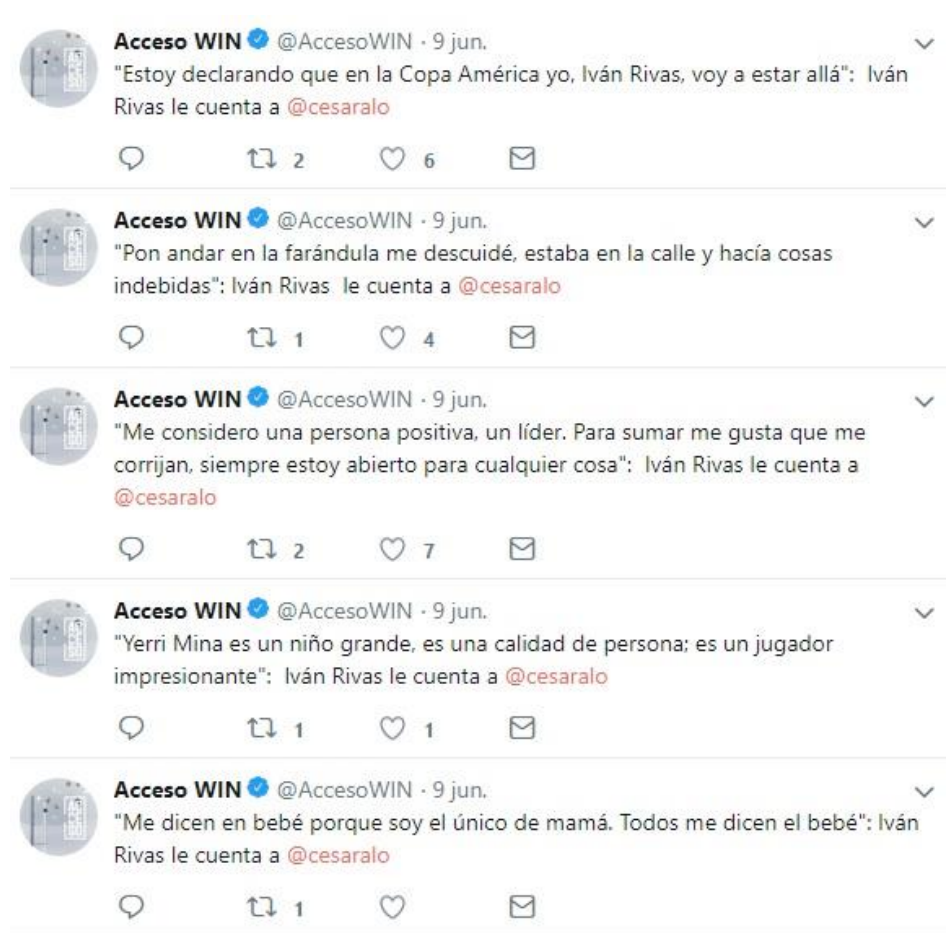 Acceso WIN @AccesoWIN · 9 jun.
"Estoy declarando que en la Copa América yo, Iván Rivas, voy a estar allá":  Iván
Rivas le cuenta a @cesaralo
2 6
Acceso WIN @AccesoWIN · 9 jun.
"Pon andar en la farándula me descuidé, estaba en la calle y hacía cosas
indebidas": Iván Rivas  le cuenta a @cesaralo
1 4
Acceso WIN @AccesoWIN · 9 jun.
"Me considero una persona positiva, un líder. Para sumar me gusta que me
corrijan, siempre estoy abierto para cualquier cosa":  Iván Rivas le cuenta a
@cesaralo
2 7
Acceso WIN @AccesoWIN · 9 jun.
"Yerri Mina es un niño grande, es una calidad de persona; es un jugador
impresionante":  Iván Rivas le cuenta a @cesaralo
1 1
Acceso WIN @AccesoWIN · 9 jun.
"Me dicen en bebé porque soy el único de mamá. Todos me dicen el bebé": Iván
Rivas le cuenta a @cesaralo
1